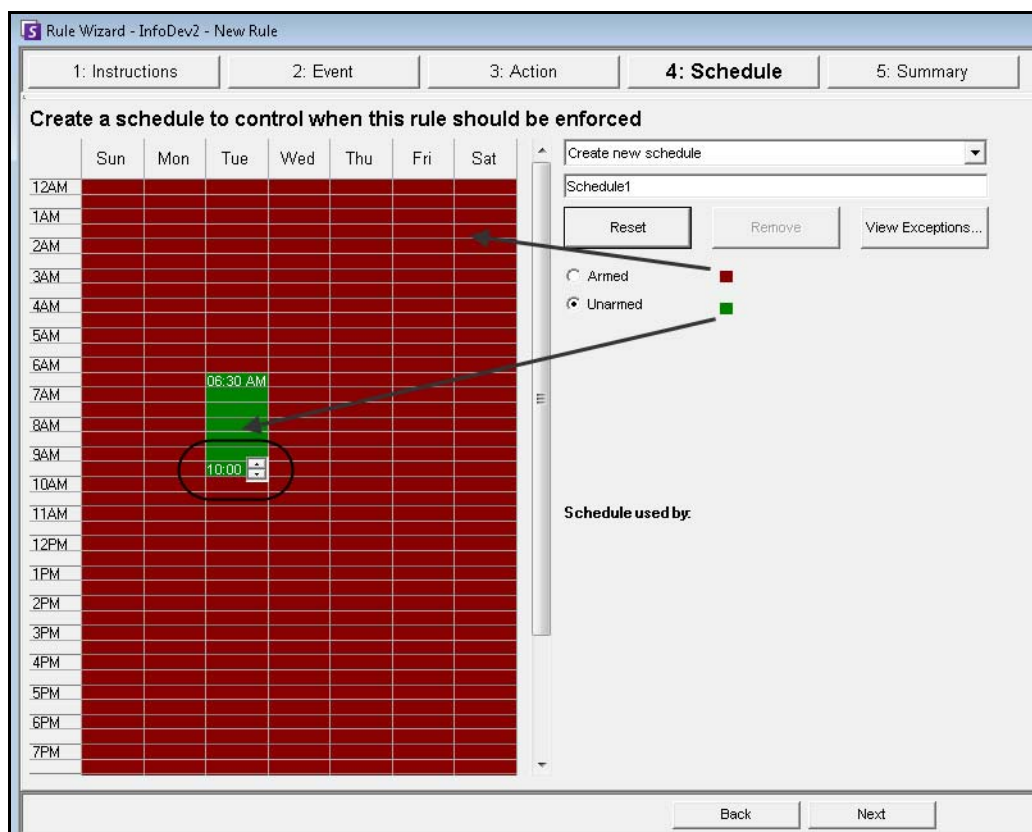 Rule Wizard - InfoDev2 - New Rule
1: Instructions 2: Event 3: Action 4: Schedule 5: Summary
Create a schedule to control when this rule should be enforced
Sun Mon Tue Wed Thu Fri Sat
Create new schedule
Schedule1
Reset Remove View Exceptions...
Armed
Unarmed
12AM
1AM
2AM
3AM
4AM
5AM
6AM
06:30 AM
7AM
8AM
9AM
10:00
10AM
11AM
Schedule used by:
12PM
1PM
2PM
3PM
4PM
5PM
6PM
7PM
Back Next